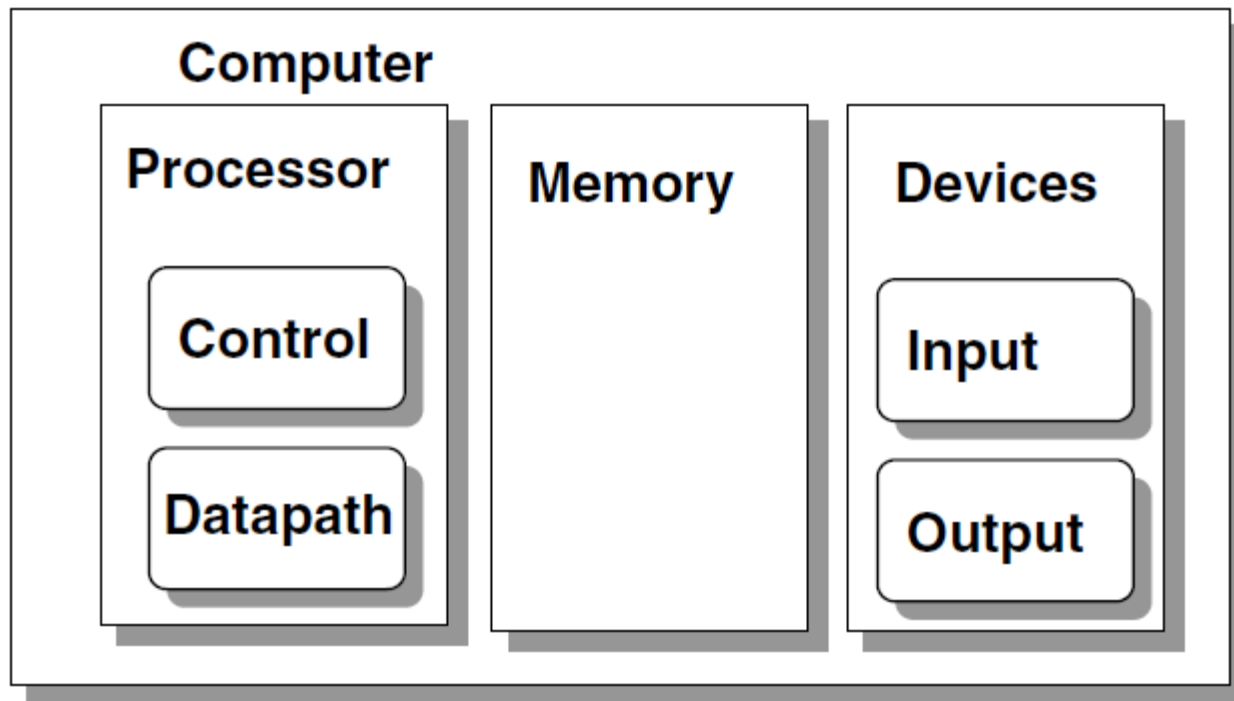 Computer
Processor
Control
Datapath
Memory
Devices
Input
Output